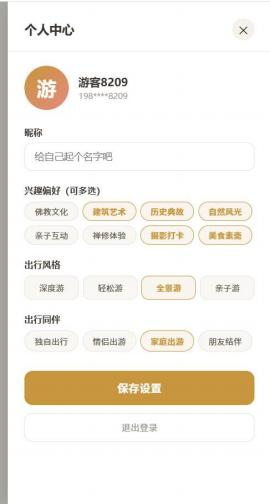 个人中心
×
游
游客8209
198****8209
昵称
给自己起个名字吧
兴趣偏好（可多选）
佛教文化 建筑艺术 历史典故 自然风光
亲子互动 禅修体验 摄影打卡 美食素斋
出行风格
深度游 轻松游 全景游 亲子游
出行同伴
独自出行 情侣出游 家庭出游 朋友结伴
保存设置
退出登录